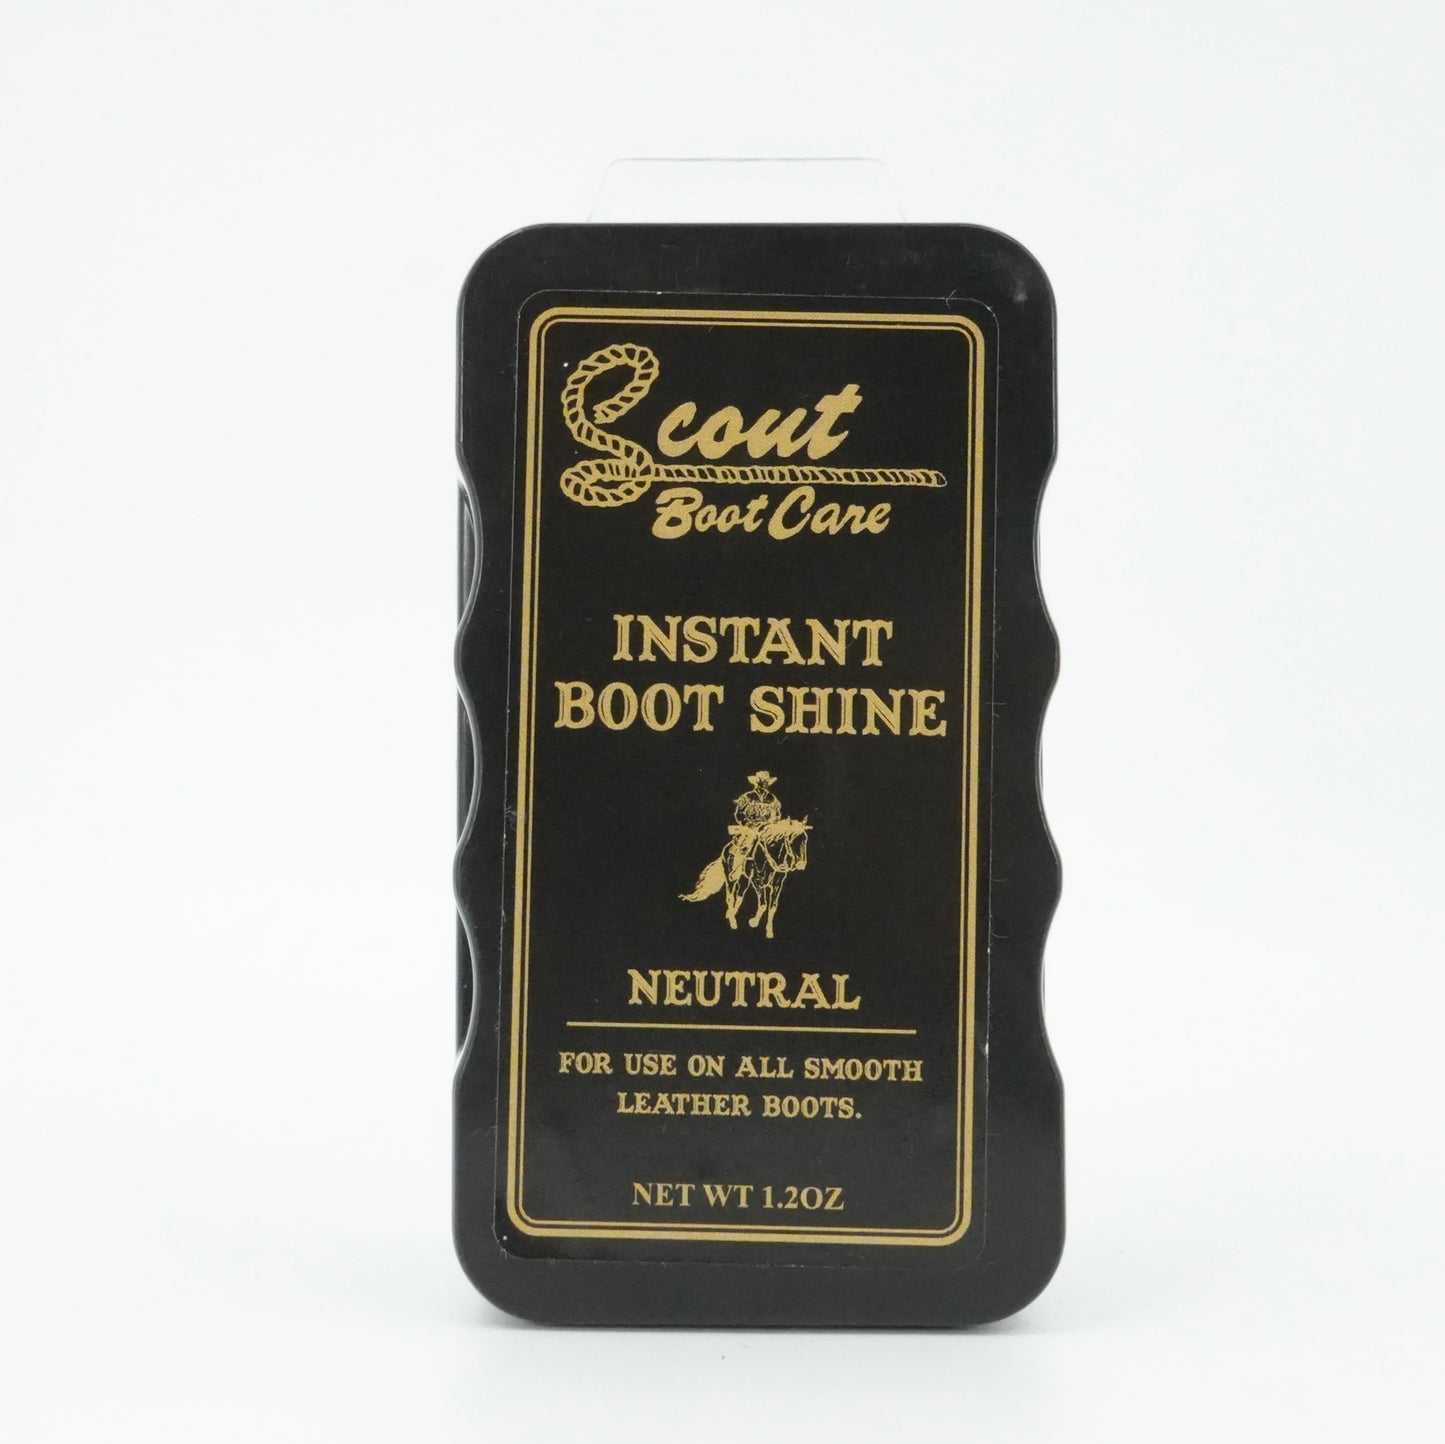 Scout
Boot Care
INSTANT
BOOT SHINE
NEUTRAL
FOR USE ON ALL SMOOTH
LEATHER BOOTS.
NET WT 1.2OZ